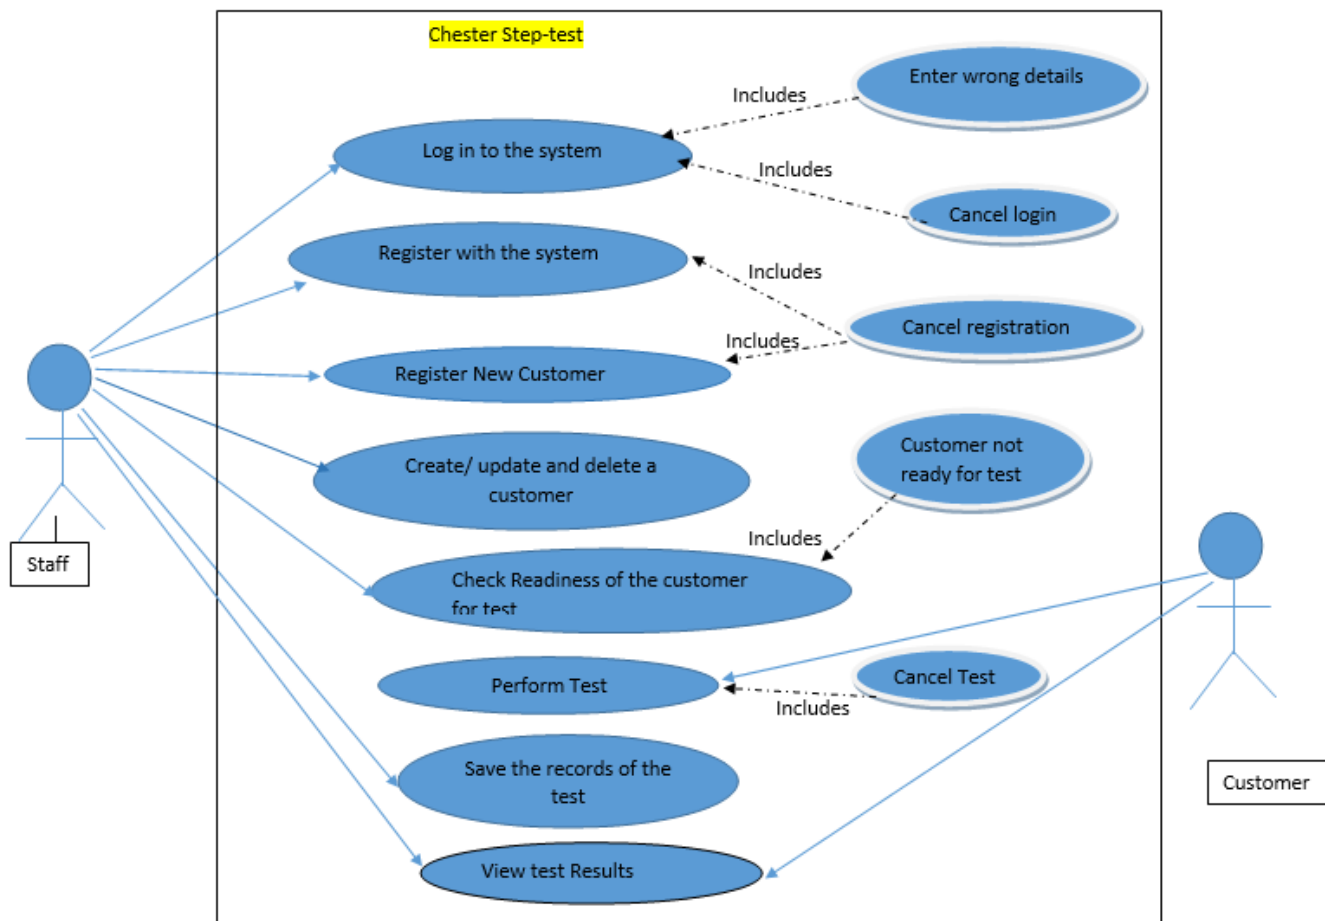 Chester Step-test
Enter wrong details
Includes
Log in to the system
Includes
Cancel login
Register with the system
Includes
Cancel registration
Includes
Register New Customer
Customer not
ready for test
Create/ update and delete a
customer
Includes
Staff
Check Readiness of the customer
for test
Cancel Test
Perform Test
Includes
Save the records of the
test
Customer
View test Results